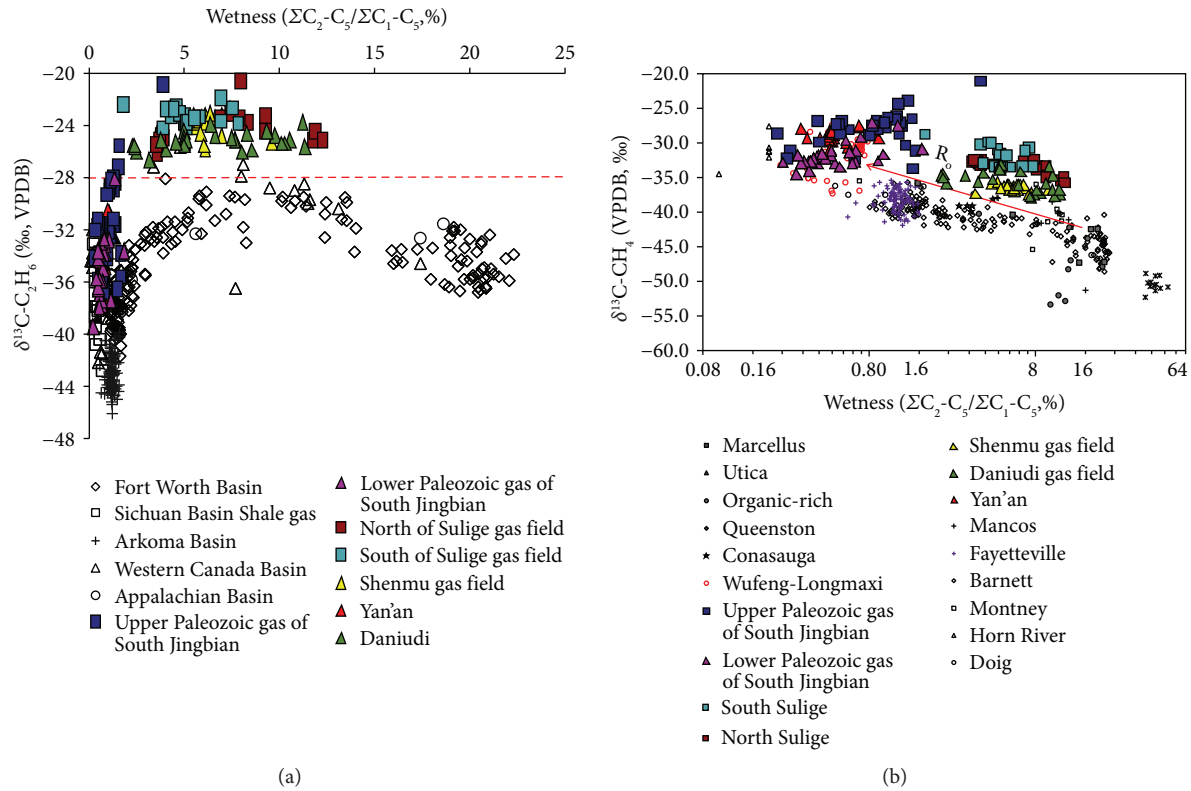 (a)
Wetness (ΣC₂-C₅/ΣC₁-C₅,%)
0 5 10 15 20 25
−20
−24
−28
−32
−36
−40
−44
−48
δ¹³C-C₂H₆ (‰, VPDB)
Fort Worth Basin
Sichuan Basin Shale gas
Arkoma Basin
Western Canada Basin
Appalachian Basin
Upper Paleozoic gas of
South Jingbian
Lower Paleozoic gas of
South Jingbian
North of Sulige gas field
South of Sulige gas field
Shenmu gas field
Yan'an
Daniudi
(a)
(b)
−20.0
−25.0
−30.0
−35.0
−40.0
−45.0
−50.0
−55.0
−60.0
δ¹³C-CH₄ (VPDB, ‰)
Rₒ
0.08 0.16 0.80 1.6 8 16 64
Wetness (ΣC₂-C₅/ΣC₁-C₅,%)
Marcellus
Utica
Organic-rich
Queenston
Conasauga
Wufeng-Longmaxi
Upper Paleozoic gas
of South Jingbian
Lower Paleozoic gas
of South Jingbian
South Sulige
North Sulige
Shenmu gas field
Daniudi gas field
Yan'an
Mancos
Fayetteville
Barnett
Montney
Horn River
Doig
(b)